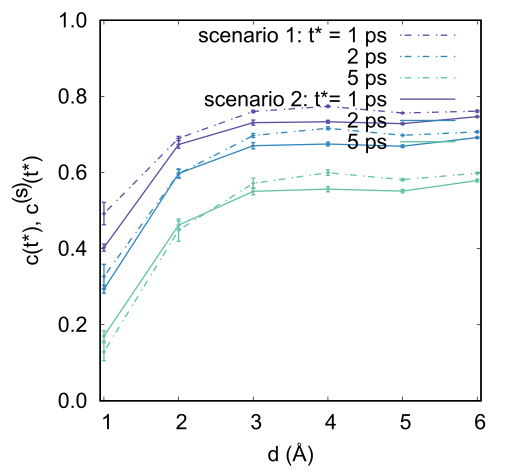 1.0
0.8
0.6
0.4
0.2
0.0
c(t*), c(s)(t*)
scenario 1: t* = 1 ps
2 ps
5 ps
scenario 2: t*= 1 ps
2 ps
5 ps
1 2 3 4 5 6
d (Å)